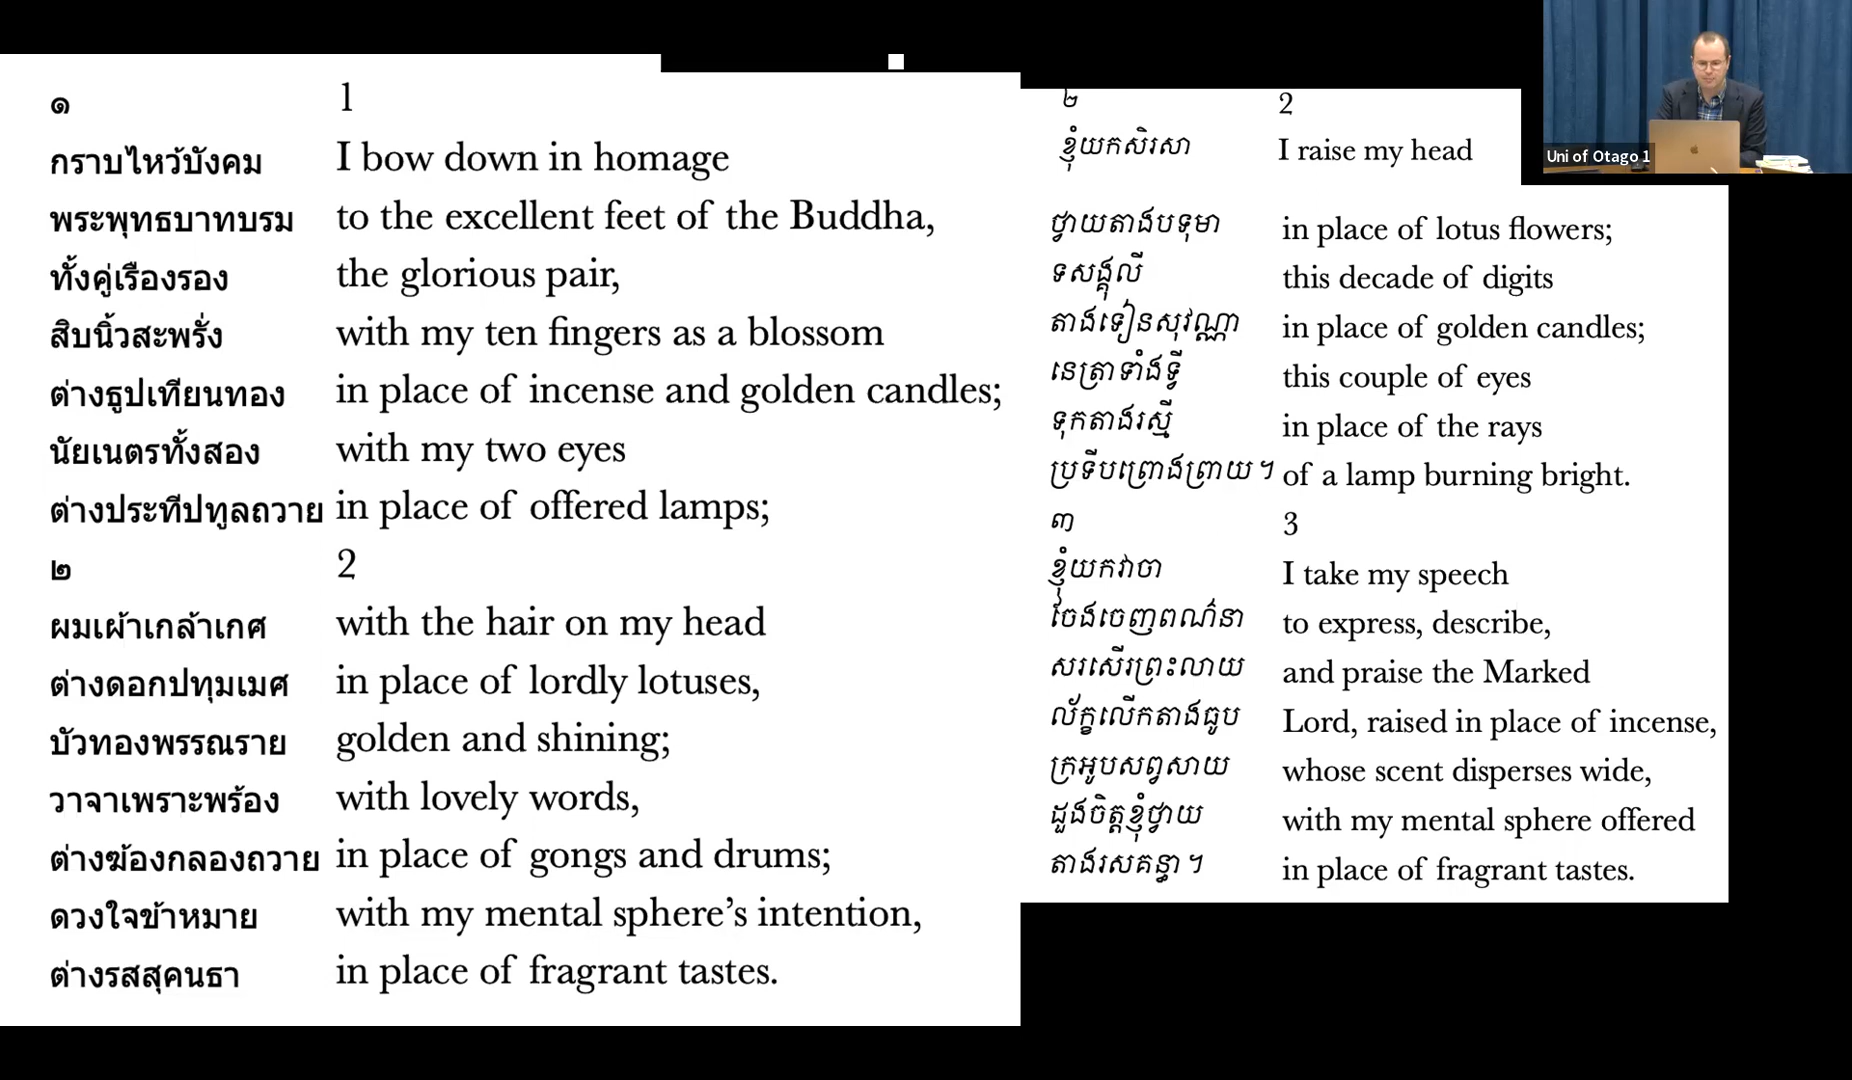 ๑
1
กราบไหว้บังคม
I bow down in homage
พระพุทธบาทบรม
to the excellent feet of the Buddha,
ทั้งคู่เรืองรอง
the glorious pair,
สิบนิ้วสะพรั่ง
with my ten fingers as a blossom
ต่างธูปเทียนทอง
in place of incense and golden candles;
นัยเนตรทั้งสอง
with my two eyes
ต่างประทีปทูลถวาย
in place of offered lamps;
๒
2
ผมเผ้าเกล้าเกศ
with the hair on my head
ต่างดอกปทุมเมศ
in place of lordly lotuses,
บัวทองพรรณราย
golden and shining;
วาจาเพราะพร้อง
with lovely words,
ต่างฆ้องกลองถวาย
in place of gongs and drums;
ดวงใจข้าหมาย
with my mental sphere's intention,
ต่างรสสุคนธา
in place of fragrant tastes.
២
2
ខ្ញុំយកសិរសា
I raise my head
ថ្វាយតាងបទុមា
in place of lotus flowers;
ទសង្គុលី
this decade of digits
តាងទៀនសុវណ្ណា
in place of golden candles;
នេត្រាទាំងទ្វី
this couple of eyes
ទុកតាងរស្មី
in place of the rays
ប្រទីបព្រោងព្រាយ ។
of a lamp burning bright.
៣
3
ខ្ញុំយកវាចា
I take my speech
ថែងចេញពណ៌នា
to express, describe,
សរសើរព្រះលាយ
and praise the Marked
ល័ក្ខលើកតាងធូប
Lord, raised in place of incense,
ក្រអូបសព្វសាយ
whose scent disperses wide,
ដួងចិត្តខ្ញុំថ្វាយ
with my mental sphere offered
តាងរសគន្ធា ។
in place of fragrant tastes.
Uni of Otago 1